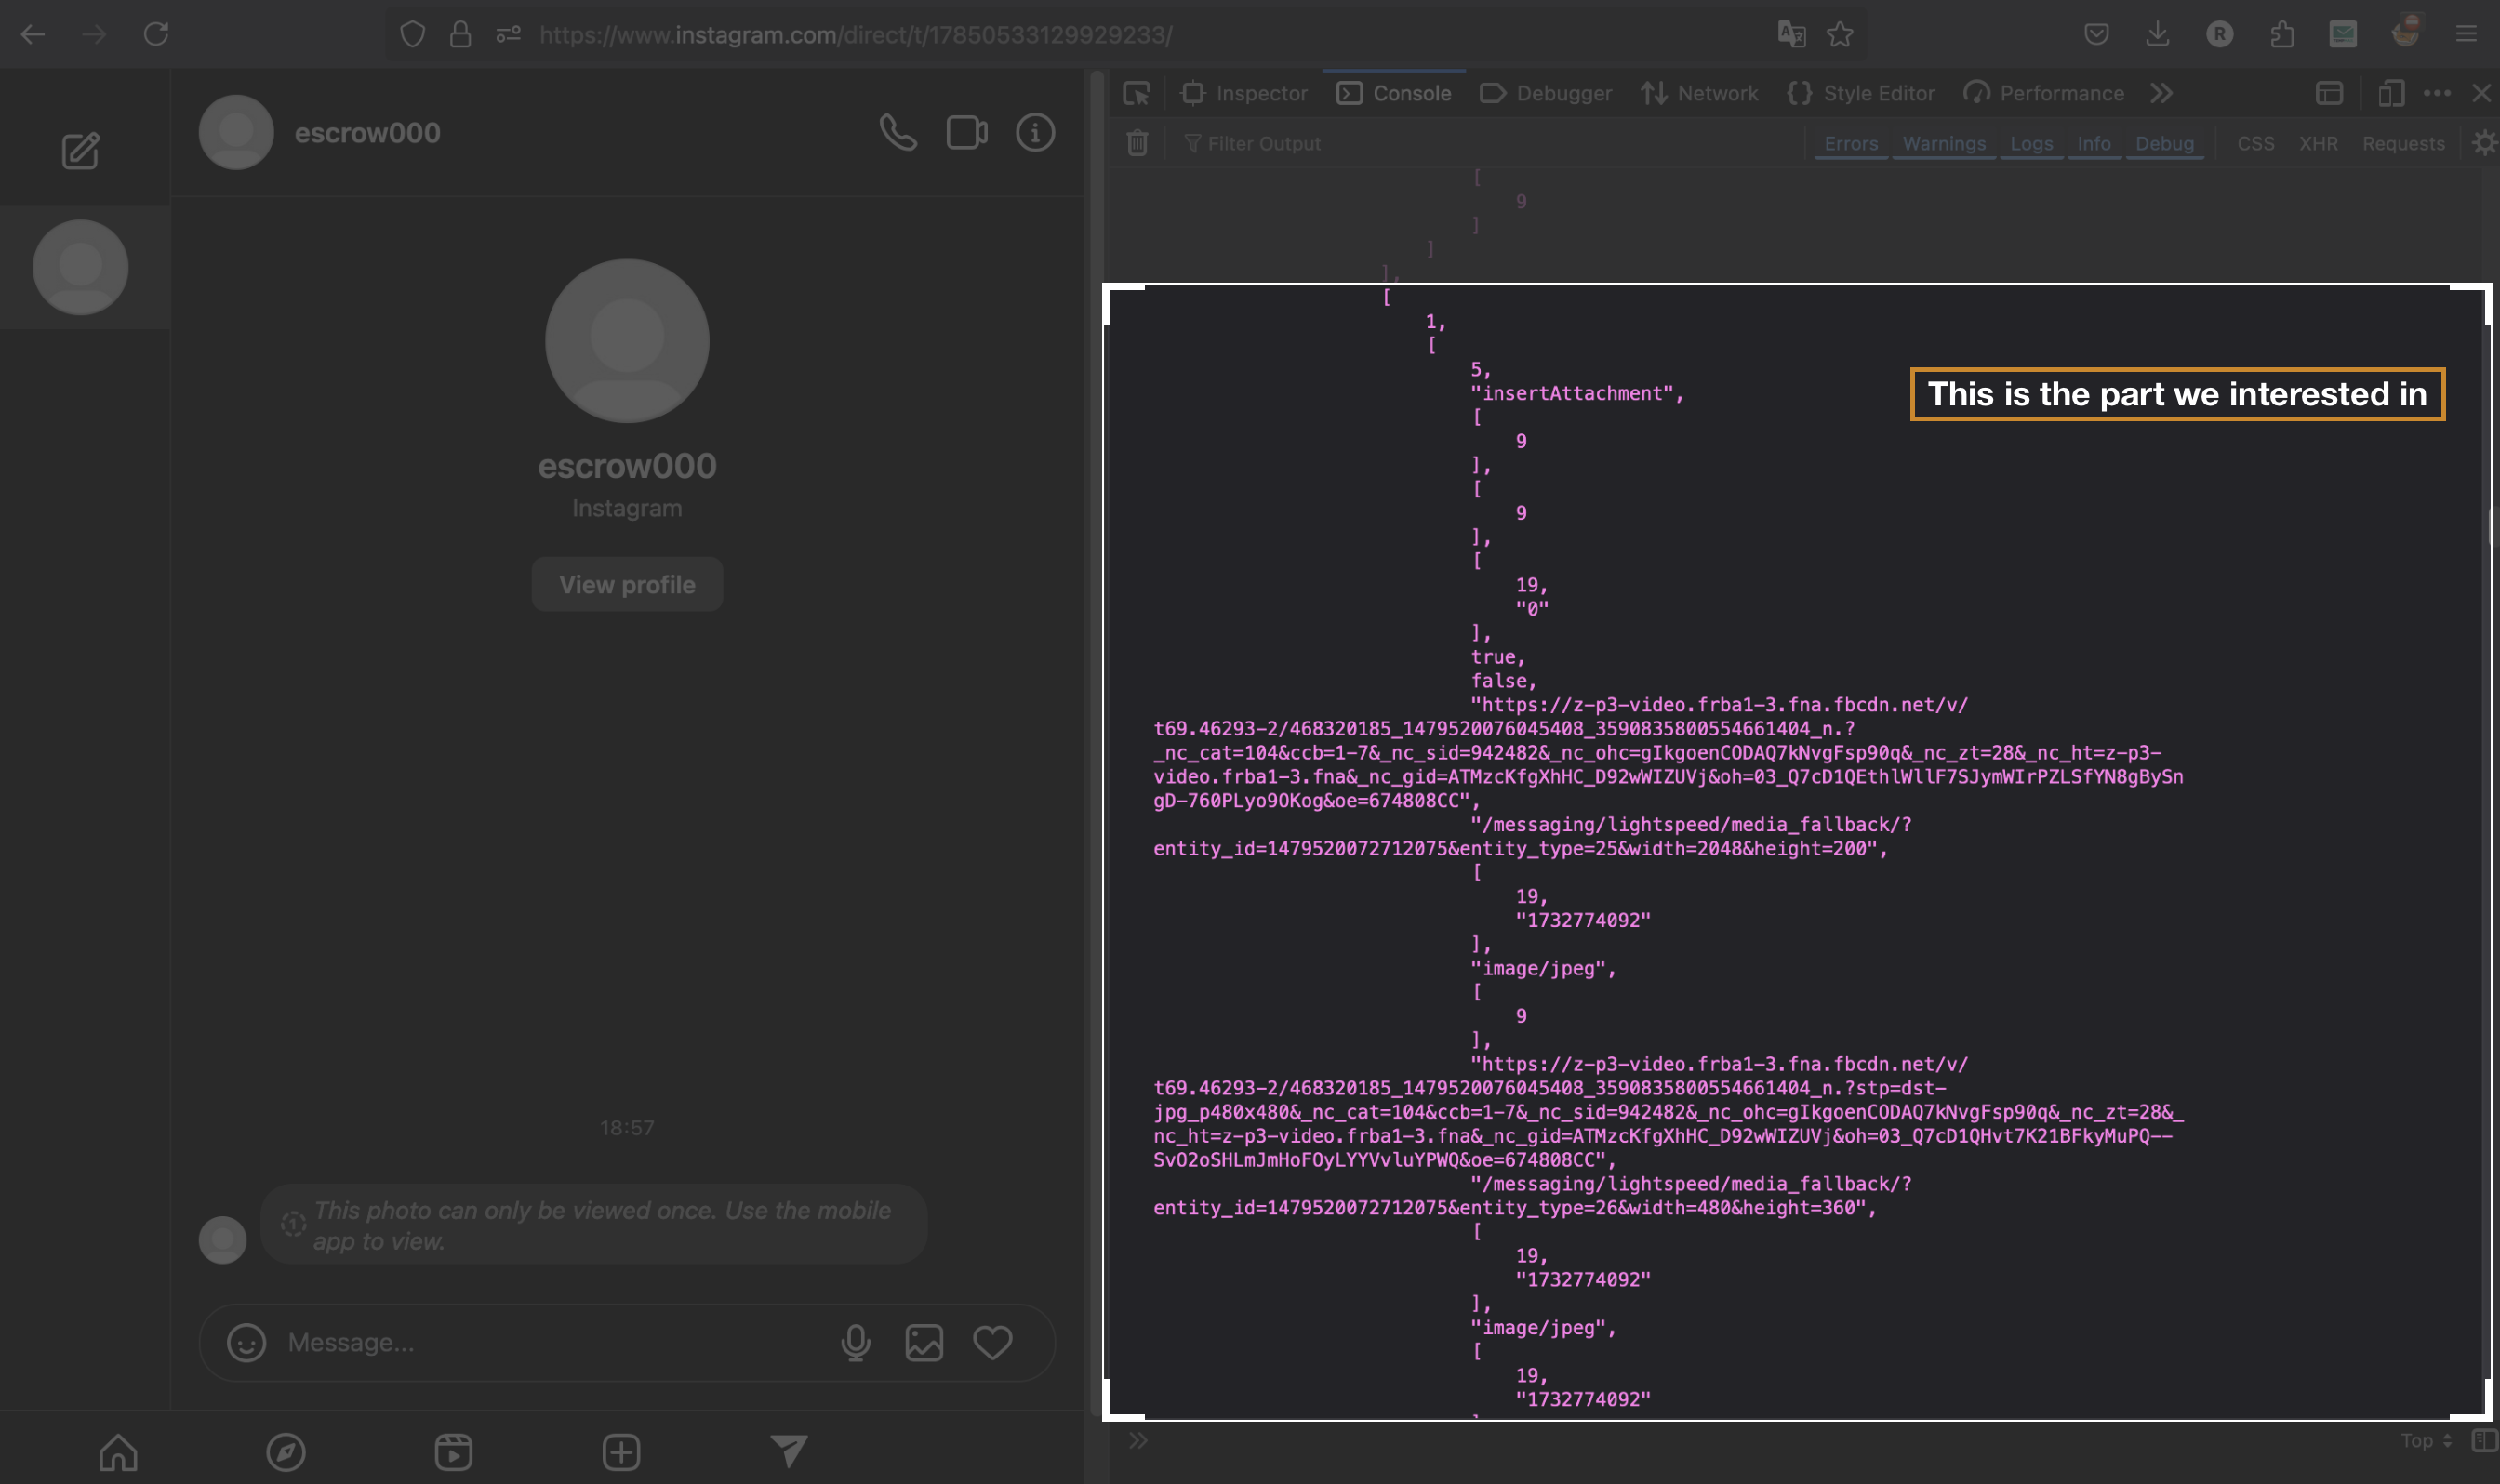 https://www.instagram.com/direct/t/17850533129929233/
escrow000
escrow000
Instagram
View profile
18:57
This photo can only be viewed once. Use the mobile
app to view.
Message...
Inspector
Console
Debugger
Network
Style Editor
Performance
Filter Output
Errors
Warnings
Logs
Info
Debug
CSS
XHR
Requests
[
9
]
]
],
[
1,
[
5,
"insertAttachment",
This is the part we interested in
[
9
],
[
9
],
[
19,
"0"
],
true,
false,
"https://z-p3-video.frba1-3.fna.fbcdn.net/v/
t69.46293-2/468320185_1479520076045408_3590835800554661404_n.?
_nc_cat=104&ccb=1-7&_nc_sid=942482&_nc_ohc=gIkgoenCODAQ7kNvgFsp90q&_nc_zt=28&_nc_ht=z-p3-
video.frba1-3.fna&_nc_gid=ATMzcKfgXhHC_D92wWIZUVj&oh=03_Q7cD1QEthlWllF7SJymWIrPZLSfYN8gBySn
gD-760PLyo9OKog&oe=674808CC",
"/messaging/lightspeed/media_fallback/?
entity_id=1479520072712075&entity_type=25&width=2048&height=200",
[
19,
"1732774092"
],
"image/jpeg",
[
9
],
"https://z-p3-video.frba1-3.fna.fbcdn.net/v/
t69.46293-2/468320185_1479520076045408_3590835800554661404_n.?stp=dst-
jpg_p480x480&_nc_cat=104&ccb=1-7&_nc_sid=942482&_nc_ohc=gIkgoenCODAQ7kNvgFsp90q&_nc_zt=28&_
nc_ht=z-p3-video.frba1-3.fna&_nc_gid=ATMzcKfgXhHC_D92wWIZUVj&oh=03_Q7cD1QHvt7K21BFkyMuPQ--
SvO2oSHLmJmHoFOyLYYVvluYPWQ&oe=674808CC",
"/messaging/lightspeed/media_fallback/?
entity_id=1479520072712075&entity_type=26&width=480&height=360",
[
19,
"1732774092"
],
"image/jpeg",
[
19,
"1732774092"
Top